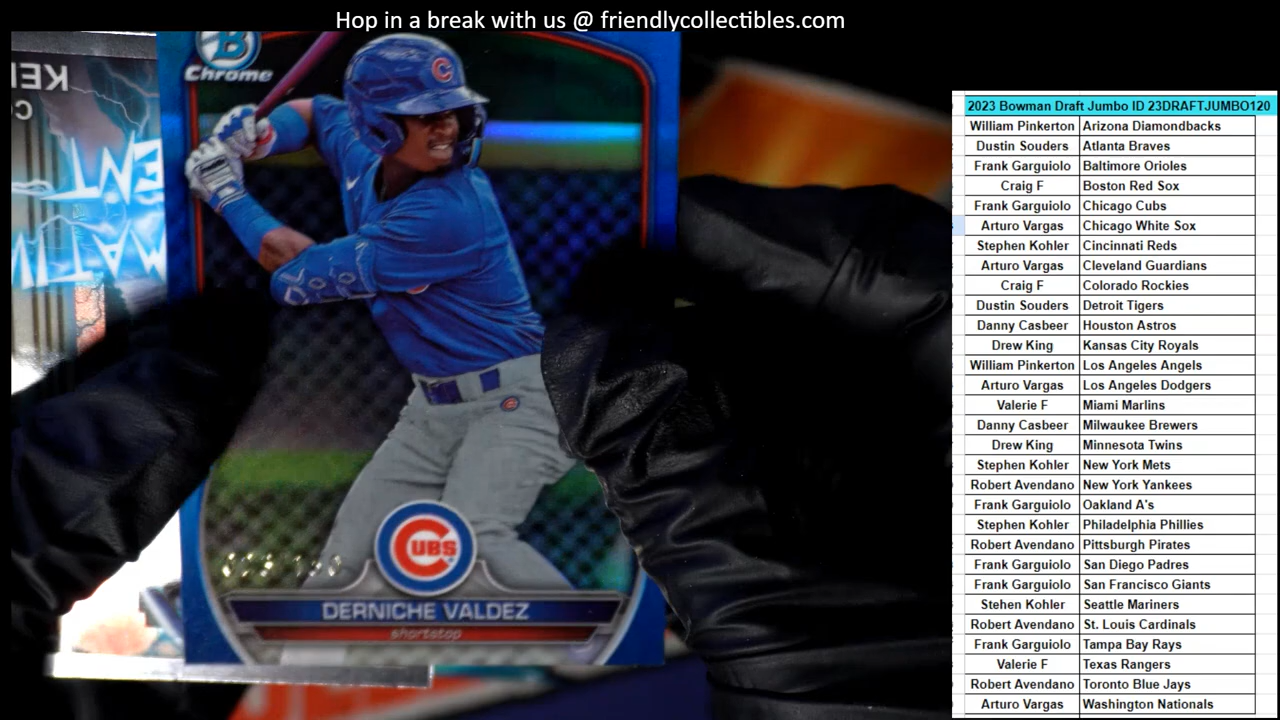 Hop in a break with us @ friendlycollectibles.com
B
Chrome
C
CUBS
DERNICHE VALDEZ
shortstop
2023 Bowman Draft Jumbo ID 23DRAFTJUMBO120
William Pinkerton Arizona Diamondbacks
Dustin Souders Atlanta Braves
Frank Garguiolo Baltimore Orioles
Craig F Boston Red Sox
Frank Garguiolo Chicago Cubs
Arturo Vargas Chicago White Sox
Stephen Kohler Cincinnati Reds
Arturo Vargas Cleveland Guardians
Craig F Colorado Rockies
Dustin Souders Detroit Tigers
Danny Casbeer Houston Astros
Drew King Kansas City Royals
William Pinkerton Los Angeles Angels
Arturo Vargas Los Angeles Dodgers
Valerie F Miami Marlins
Danny Casbeer Milwaukee Brewers
Drew King Minnesota Twins
Stephen Kohler New York Mets
Robert Avendano New York Yankees
Frank Garguiolo Oakland A's
Stephen Kohler Philadelphia Phillies
Robert Avendano Pittsburgh Pirates
Frank Garguiolo San Diego Padres
Frank Garguiolo San Francisco Giants
Stehen Kohler Seattle Mariners
Robert Avendano St. Louis Cardinals
Frank Garguiolo Tampa Bay Rays
Valerie F Texas Rangers
Robert Avendano Toronto Blue Jays
Arturo Vargas Washington Nationals